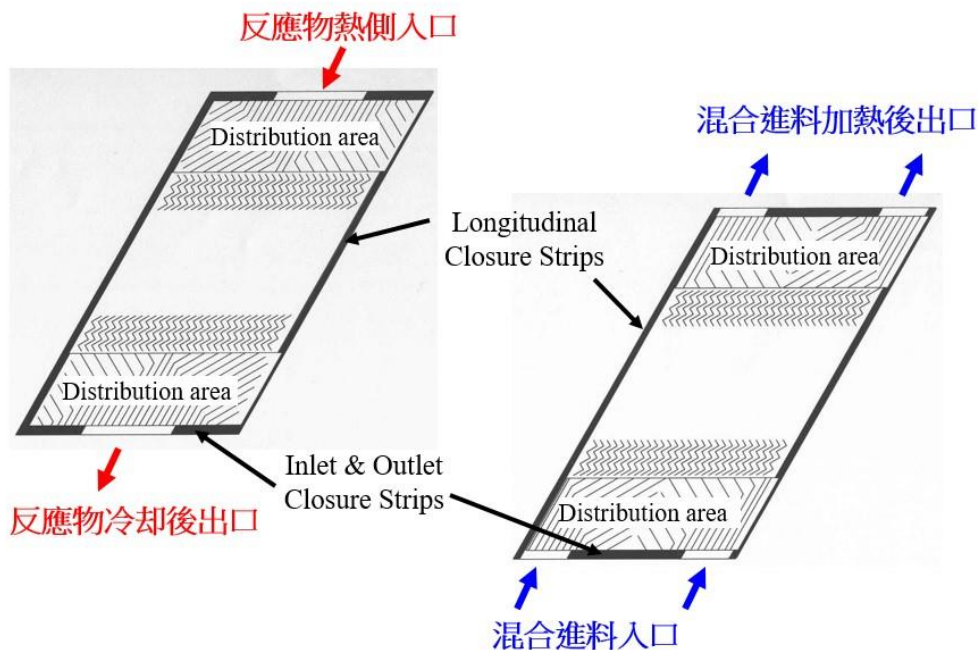 反應物熱側入口
Distribution area
混合進料加熱後出口
Longitudinal
Closure Strips
Distribution area
Distribution area
Inlet & Outlet
Closure Strips
Distribution area
反應物冷却後出口
混合進料入口